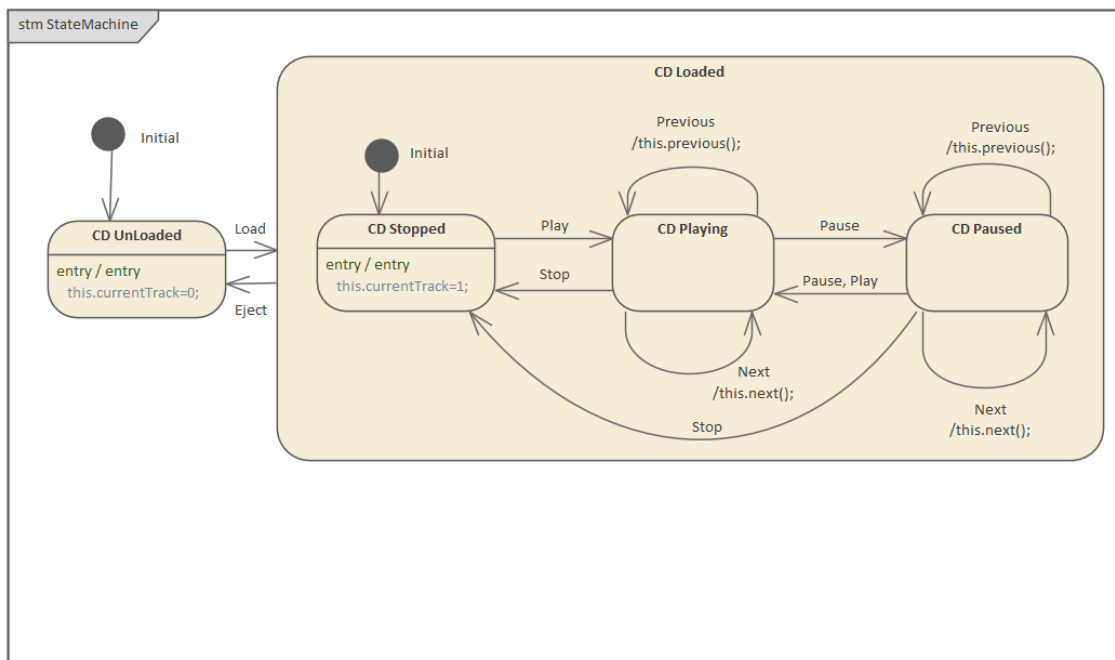 stm StateMachine
CD Loaded
Initial
Initial
Previous
/this.previous();
Previous
/this.previous();
CD UnLoaded
entry / entry
this.currentTrack=0;
Load
Eject
CD Stopped
entry / entry
this.currentTrack=1;
Play
Stop
CD Playing
Pause
Pause, Play
CD Paused
Next
/this.next();
Next
/this.next();
Stop